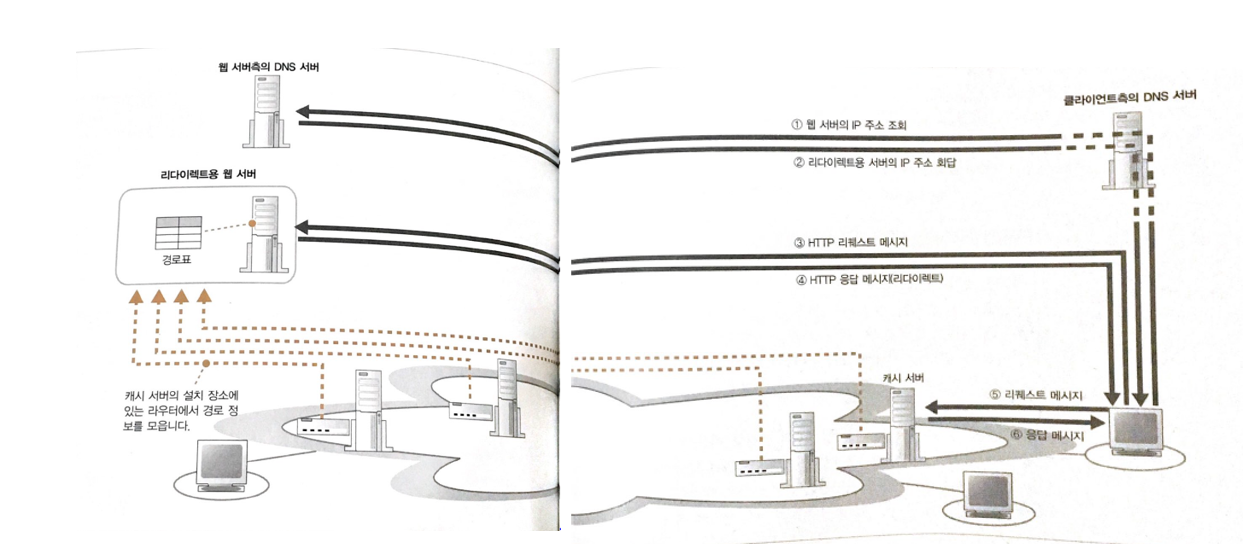 웹 서버측의 DNS 서버
리다이렉트용 웹 서버
경로표
캐시 서버의 설치 장소에
있는 라우터에서 경로 정
보를 모읍니다.
클라이언트측의 DNS 서버
① 웹 서버의 IP 주소 조회
② 리다이렉트용 서버의 IP 주소 회답
③ HTTP 리퀘스트 메시지
④ HTTP 응답 메시지(리다이렉트)
캐시 서버
⑤ 리퀘스트 메시지
⑥ 응답 메시지